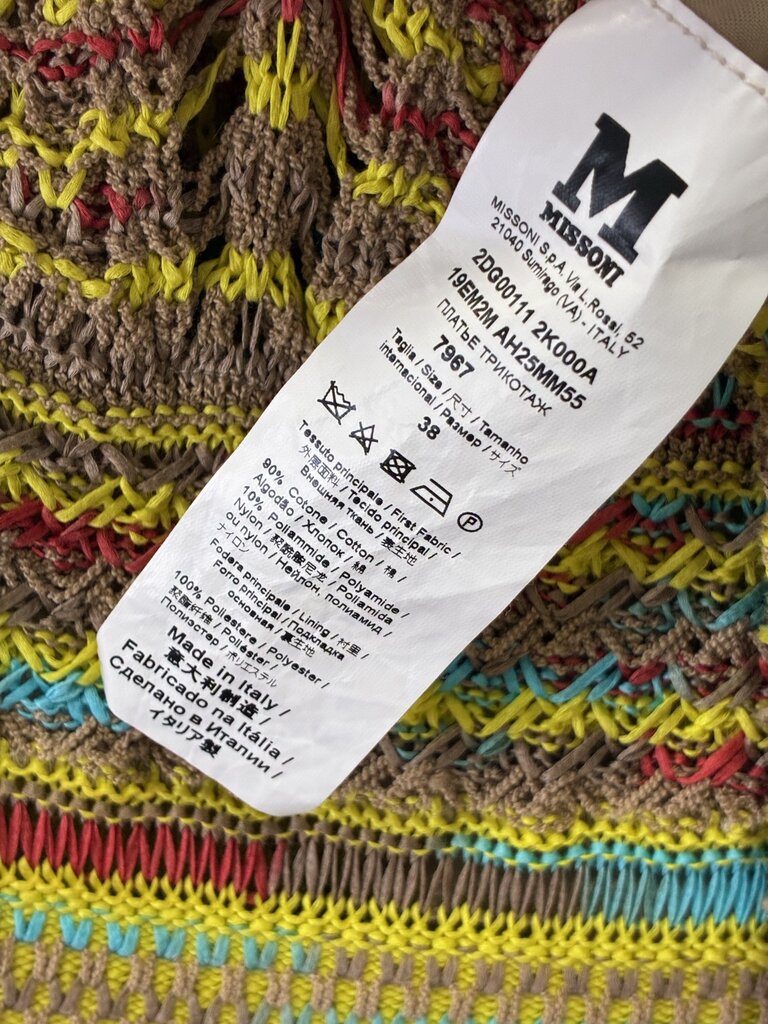 M
MISSONI
MISSONI S.p.A. Via L.Rossi, 52
21040 Sumirago (VA) - ITALY
2DG00111 2K000A
19EM2M AH25MM55
ПЛАТЬЕ ТРИКОТАЖ
7967
Taglia / Size / 尺寸 / Tamanho
internacional / Размер / サイズ
38
P
Tessuto principale / First Fabric /
外层面料 / Tecido principal /
Внешняя ткань / 表生地
90% Cotone / Cotton / 棉 /
Algodão / Хлопок / 綿 /
10% Poliammide / Polyamide /
Nylon / 聚酰胺尼龙 / Poliamida
ou nylon / Нейлон, полиамид /
ナイロン
Fodera principale / Lining / 衬里 /
Forro principal / Подкладка
основная / 裏生地
100% Poliestere / Polyester /
聚酯纤维 / Poliéster /
Полиэстер / ポリエステル
Made in Italy /
意大利制造 /
Fabricado na Itália /
Сделано в Италии /
イタリア製